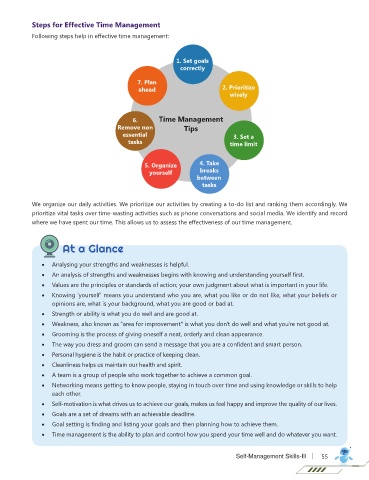 Steps for Effective Time Management
Following steps help in effective time management:
1. Set goals
correctly
2. Prioritize
wisely
3. Set a
time limit
4. Take
breaks
between
tasks
5. Organize
yourself
6.
Remove non
essential
tasks
7. Plan
ahead
Time Management
Tips
We organize our daily activities. We prioritize our activities by creating a to-do list and ranking them accordingly. We
prioritize vital tasks over time-wasting activities such as phone conversations and social media. We identify and record
where we have spent our time. This allows us to assess the effectiveness of our time management.
At a Glance
• Analysing your strengths and weaknesses is helpful.
• An analysis of strengths and weaknesses begins with knowing and understanding yourself first.
• Values are the principles or standards of action; your own judgment about what is important in your life.
• Knowing 'yourself' means you understand who you are, what you like or do not like, what your beliefs or
opinions are, what is your background, what you are good or bad at.
• Strength or ability is what you do well and are good at.
• Weakness, also known as "area for improvement" is what you don't do well and what you're not good at.
• Grooming is the process of giving oneself a neat, orderly and clean appearance.
• The way you dress and groom can send a message that you are a confident and smart person.
• Personal hygiene is the habit or practice of keeping clean.
• Cleanliness helps us maintain our health and spirit.
• A team is a group of people who work together to achieve a common goal.
• Networking means getting to know people, staying in touch over time and using knowledge or skills to help
each other.
• Self-motivation is what drives us to achieve our goals, makes us feel happy and improve the quality of our lives.
• Goals are a set of dreams with an achievable deadline.
• Goal setting is finding and listing your goals and then planning how to achieve them.
• Time management is the ability to plan and control how you spend your time well and do whatever you want.
Self-Management Skills-III | 55